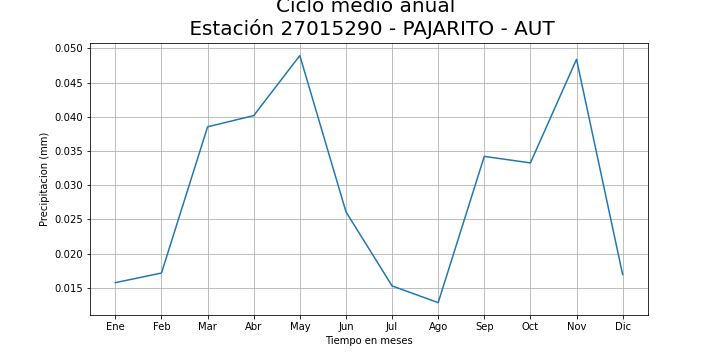 Ciclo medio anual
Estación 27015290 - PAJARITO - AUT
0.050
0.045
0.040
0.035
0.030
0.025
0.020
0.015
Precipitacion (mm)
Ene Feb Mar Abr May Jun Jul Ago Sep Oct Nov Dic
Tiempo en meses